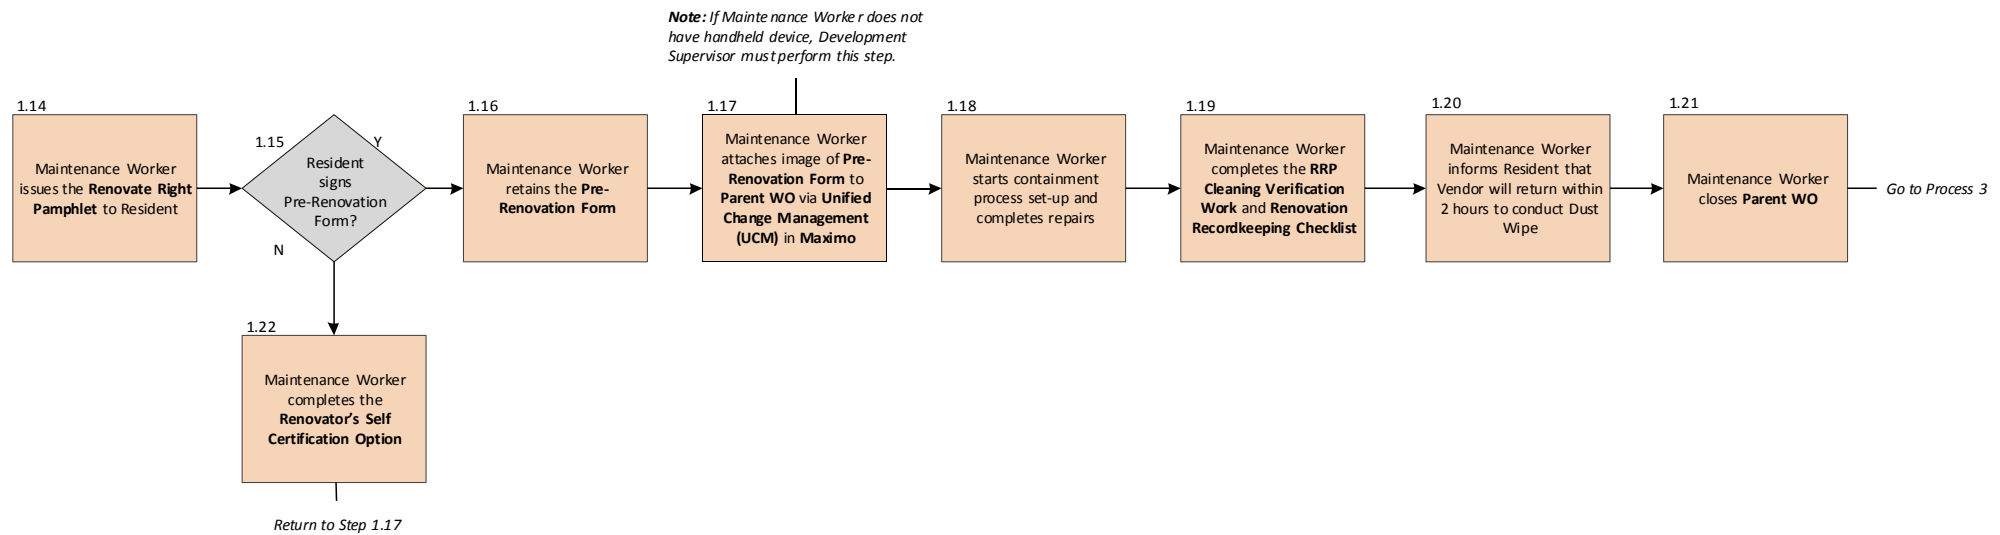 Note: If Maintenance Worker does not
have handheld device, Development
Supervisor must perform this step.
1.14
Maintenance Worker
issues the Renovate Right
Pamphlet to Resident
1.15
Y
Resident
signs
Pre-Renovation
Form?
N
1.16
Maintenance Worker
retains the Pre-
Renovation Form
1.17
Maintenance Worker
attaches image of Pre-
Renovation Form to
Parent WO via Unified
Change Management
(UCM) in Maximo
1.18
Maintenance Worker
starts containment
process set-up and
completes repairs
1.19
Maintenance Worker
completes the RRP
Cleaning Verification
Work and Renovation
Recordkeeping Checklist
1.20
Maintenance Worker
informs Resident that
Vendor will return within
2 hours to conduct Dust
Wipe
1.21
Maintenance Worker
closes Parent WO
Go to Process 3
1.22
Maintenance Worker
completes the
Renovator’s Self
Certification Option
Return to Step 1.17